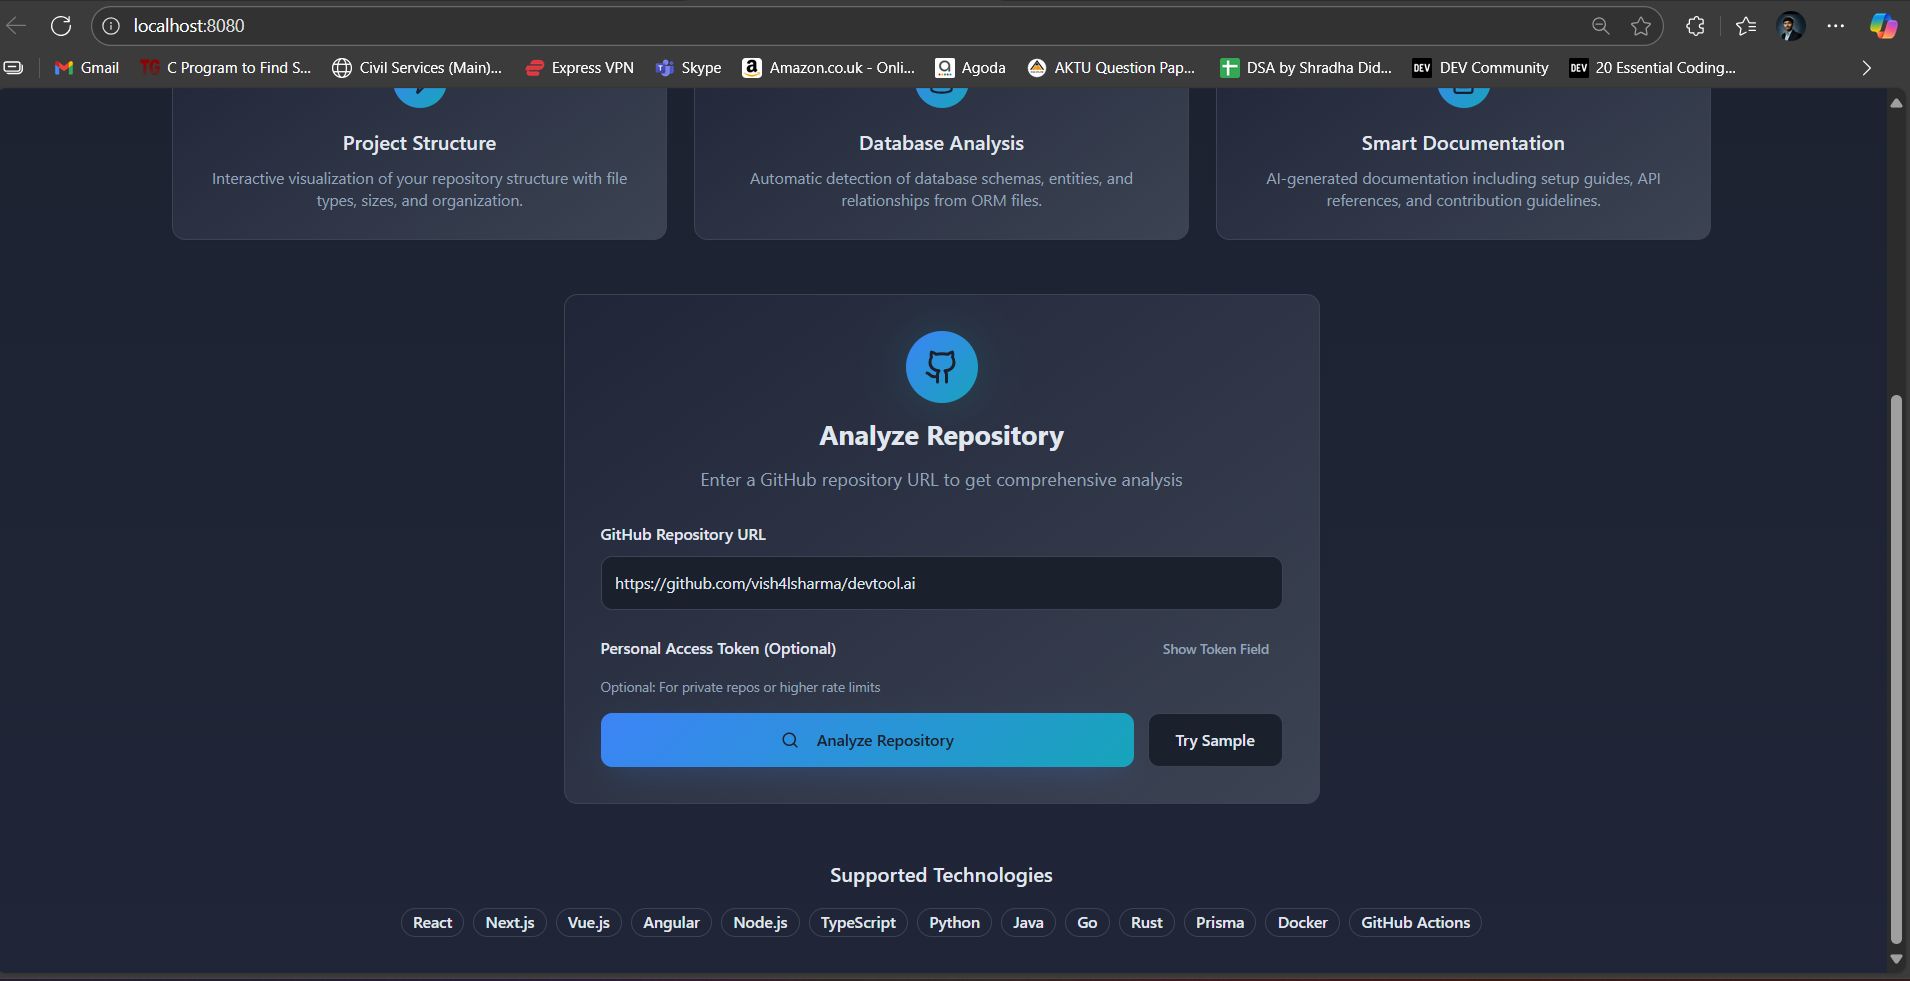 localhost:8080
Gmail
TG C Program to Find S...
Civil Services (Main)...
Express VPN
Skype
a Amazon.co.uk - Onli...
a Agoda
AKTU Question Pap...
DSA by Shradha Did...
DEV DEV Community
DEV 20 Essential Coding...
Project Structure
Interactive visualization of your repository structure with file
types, sizes, and organization.
Database Analysis
Automatic detection of database schemas, entities, and
relationships from ORM files.
Smart Documentation
AI-generated documentation including setup guides, API
references, and contribution guidelines.
Analyze Repository
Enter a GitHub repository URL to get comprehensive analysis
GitHub Repository URL
https://github.com/vish4lsharma/devtool.ai
Personal Access Token (Optional)
Show Token Field
Optional: For private repos or higher rate limits
Analyze Repository
Try Sample
Supported Technologies
React Next.js Vue.js Angular Node.js TypeScript Python Java Go Rust Prisma Docker GitHub Actions